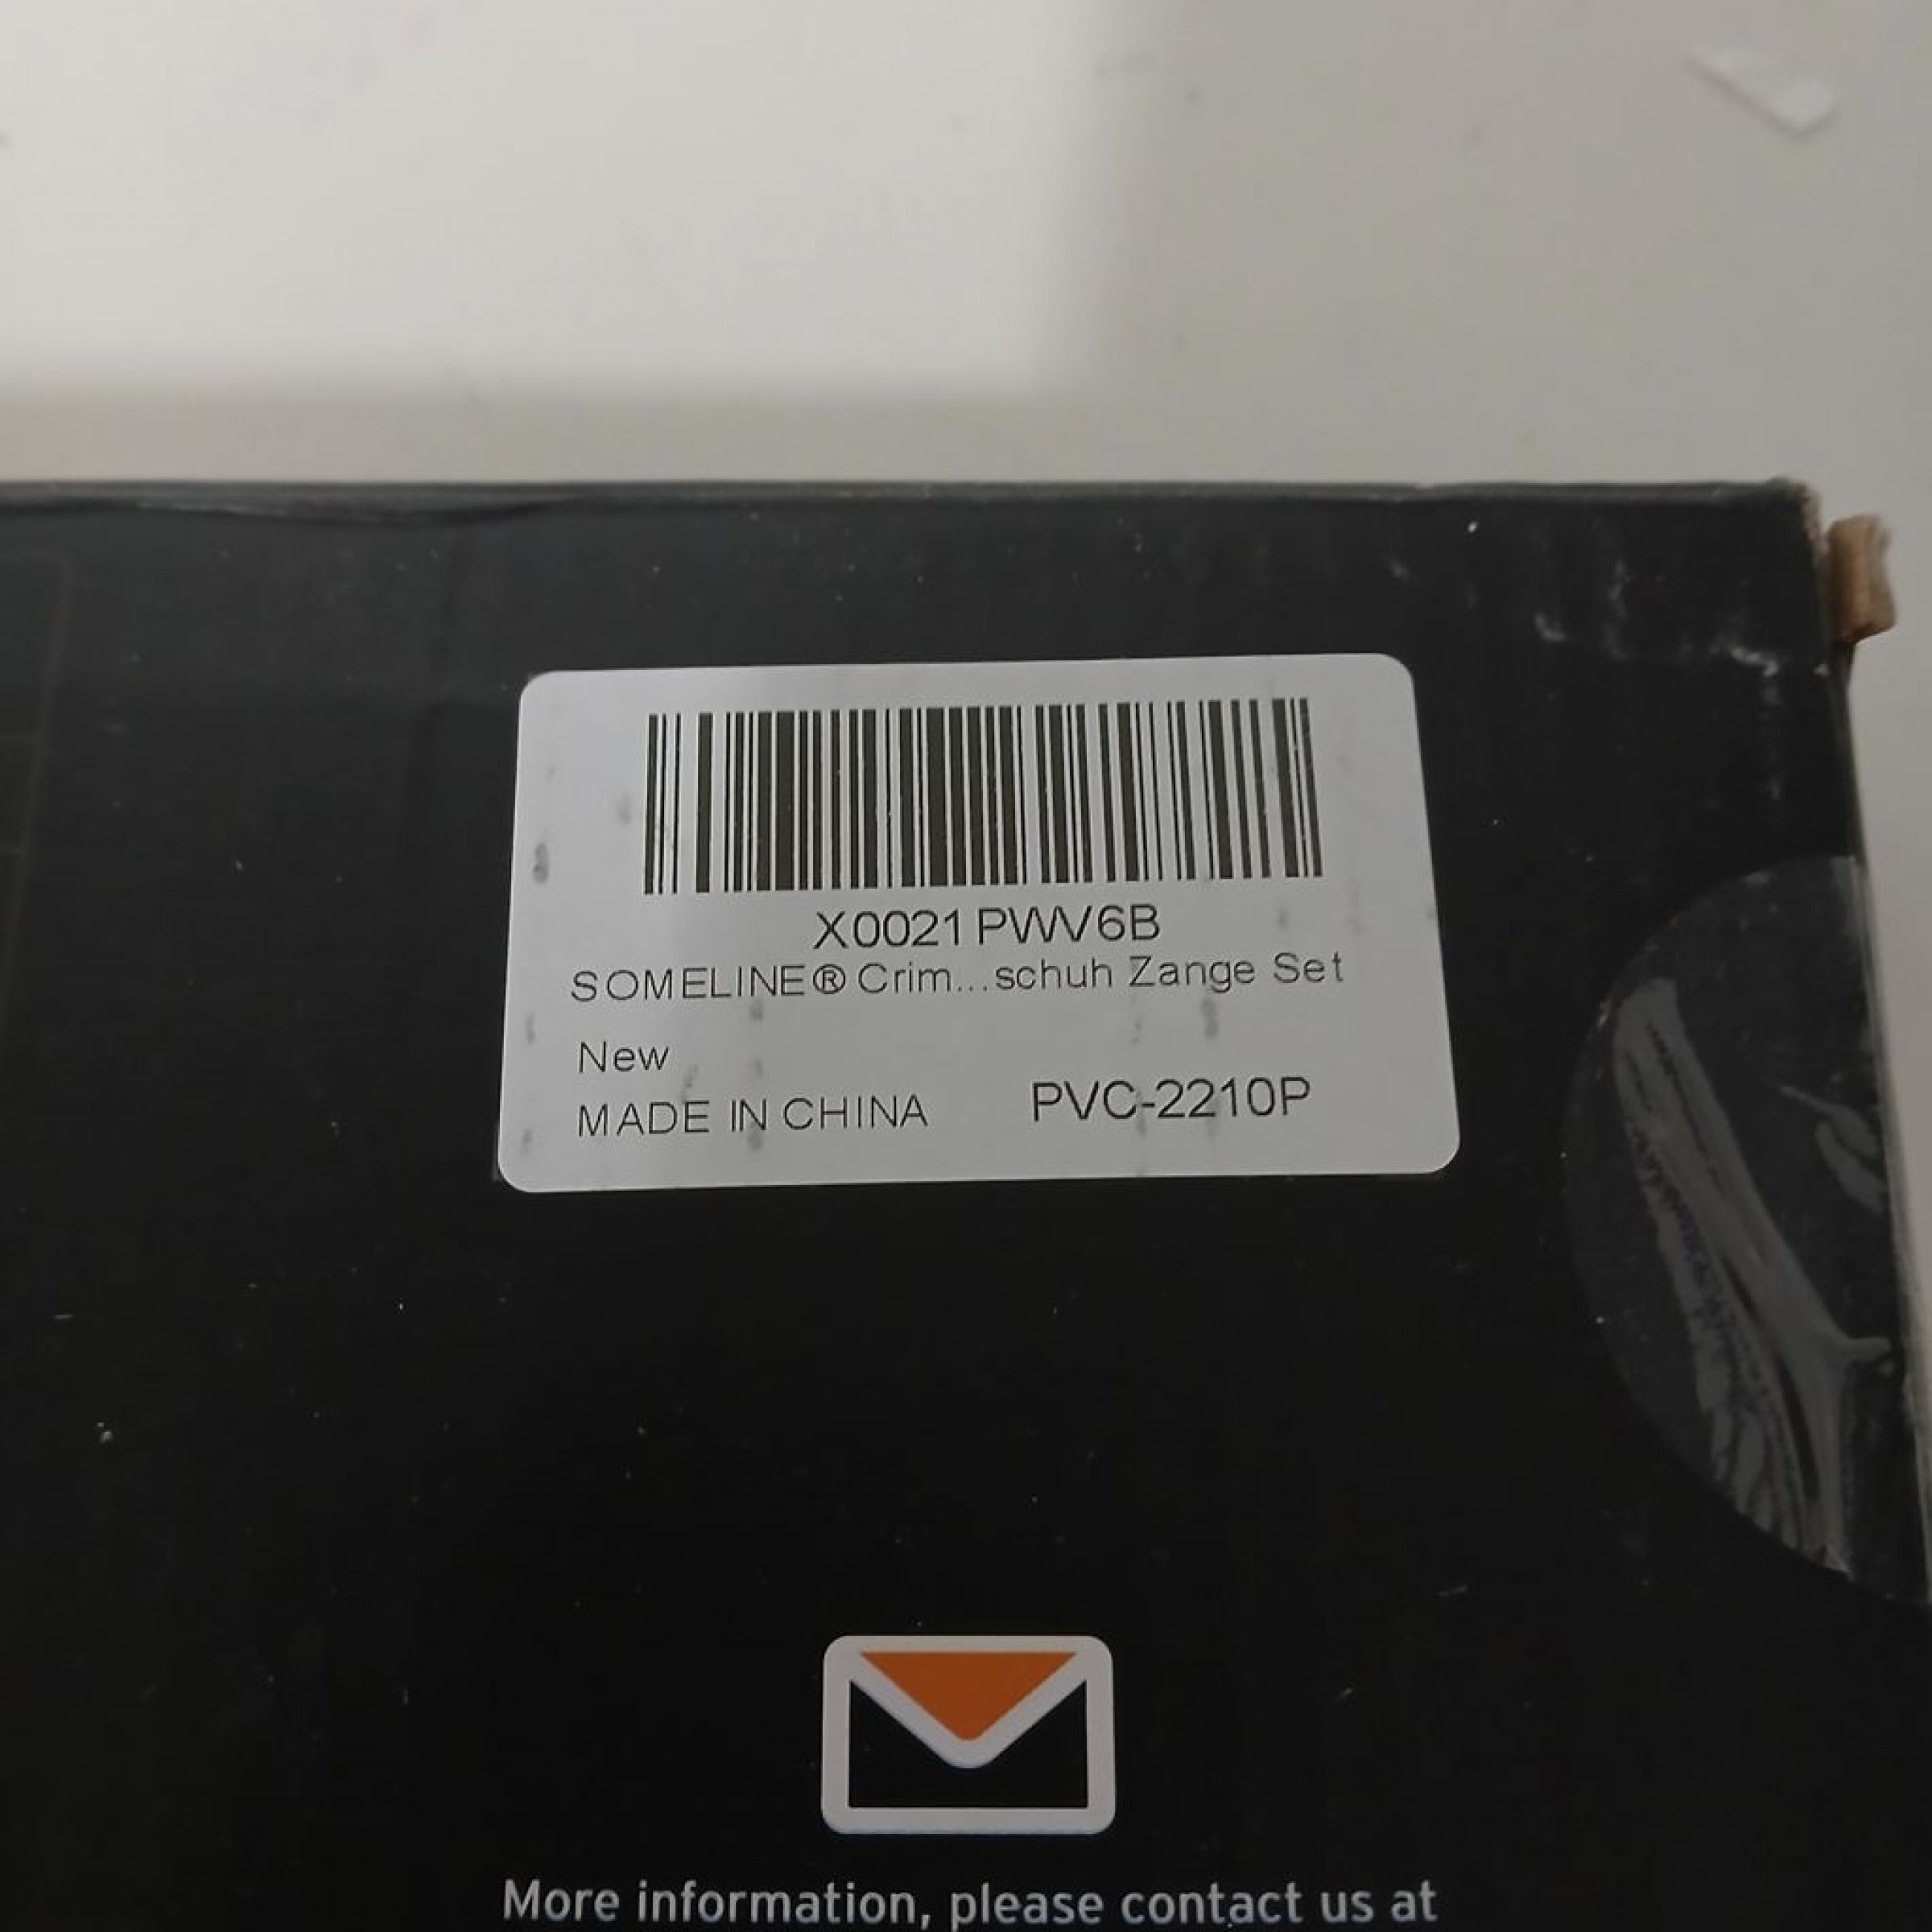 X0021PWV6B
SOMELINE® Crim...schuh Zange Set
New
MADE IN CHINA PVC-2210P
More information, please contact us at